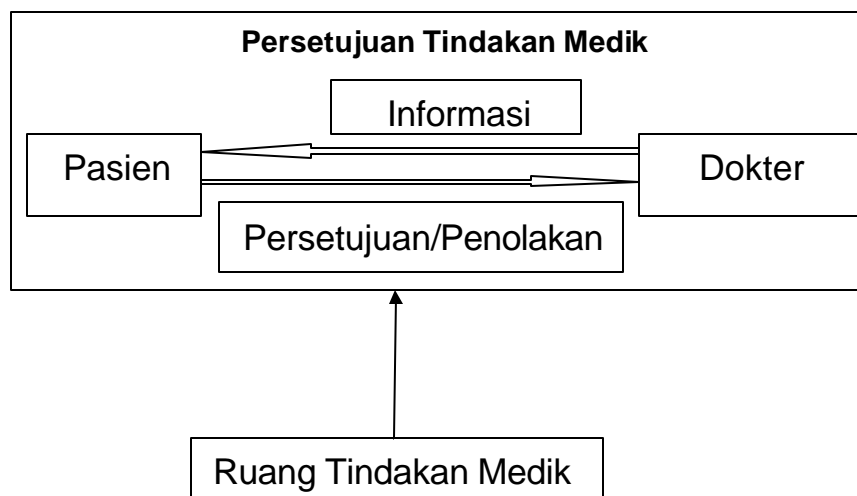 Persetujuan Tindakan Medik
Informasi
Pasien
Dokter
Persetujuan/Penolakan
Ruang Tindakan Medik